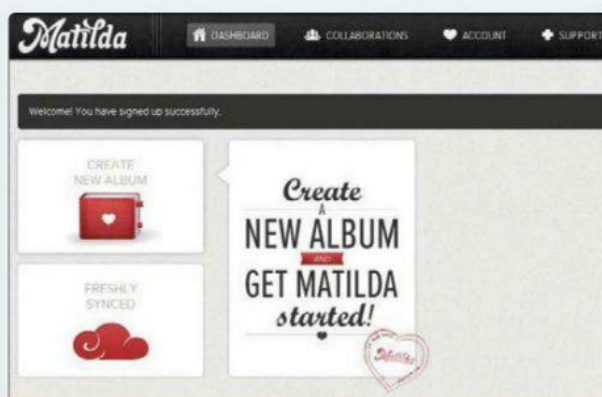 Matilda
DASHBOARD
COLLABORATIONS
ACCOUNT
SUPPORT
Welcome! You have signed up successfully.
CREATE
NEW ALBUM
FRESHLY
SYNCED
Create
A
NEW ALBUM
AND
GET MATILDA
started!
Matilda